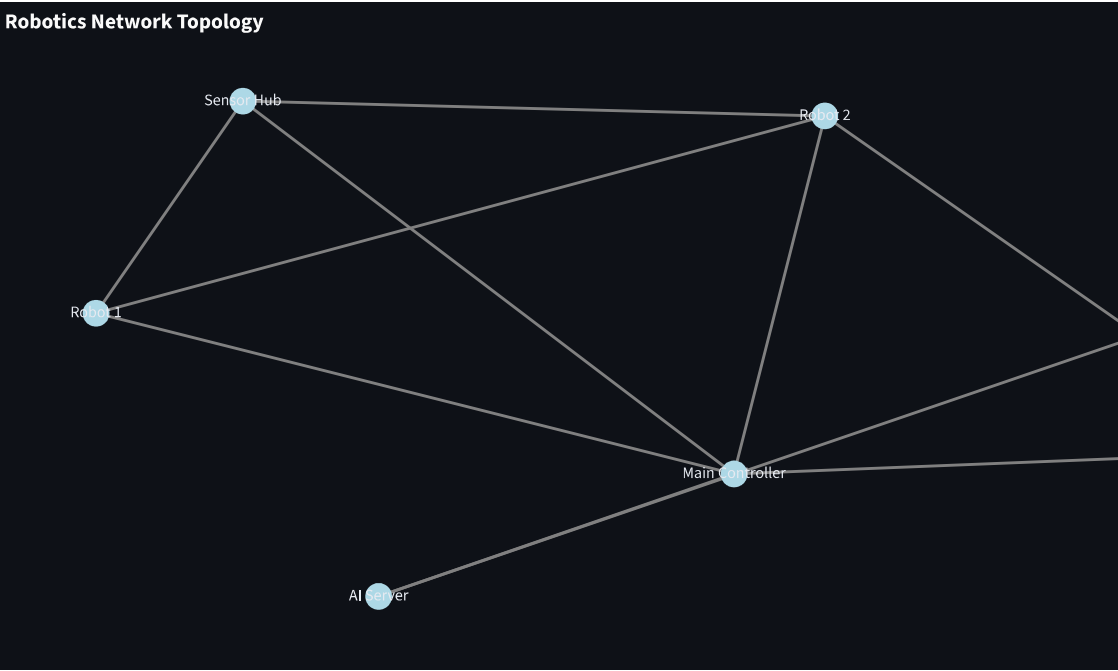 Robotics Network Topology
Sensor Hub
Robot 2
Robot 1
Main Controller
AI Server